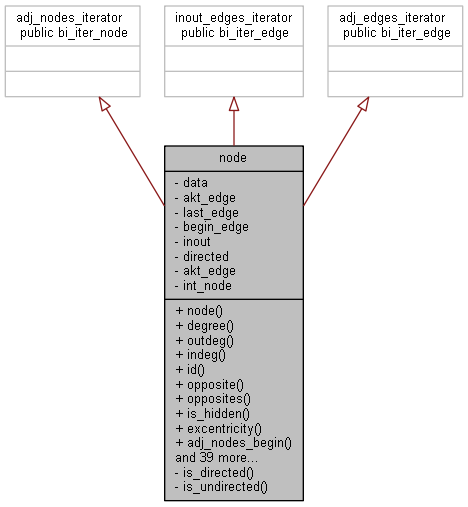 adj_nodes_iterator
public bi_iter_node
inout_edges_iterator
public bi_iter_edge
adj_edges_iterator
public bi_iter_edge
node
- data
- akt_edge
- last_edge
- begin_edge
- inout
- directed
- akt_edge
- int_node
+ node()
+ degree()
+ outdeg()
+ indeg()
+ id()
+ opposite()
+ opposites()
+ is_hidden()
+ excentricity()
+ adj_nodes_begin()
and 39 more...
- is_directed()
- is_undirected()